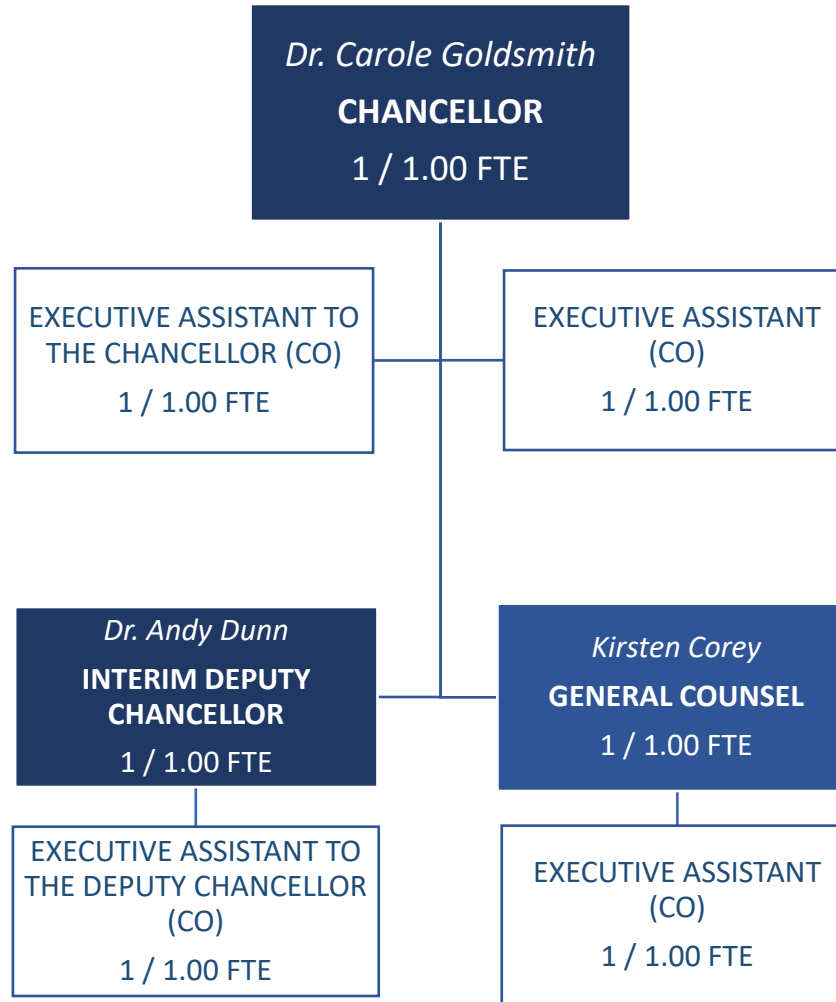 Dr. Carole Goldsmith
CHANCELLOR
1 / 1.00 FTE
EXECUTIVE ASSISTANT TO
THE CHANCELLOR (CO)
1 / 1.00 FTE
EXECUTIVE ASSISTANT
(CO)
1 / 1.00 FTE
Dr. Andy Dunn
INTERIM DEPUTY
CHANCELLOR
1 / 1.00 FTE
Kirsten Corey
GENERAL COUNSEL
1 / 1.00 FTE
EXECUTIVE ASSISTANT TO
THE DEPUTY CHANCELLOR
(CO)
1 / 1.00 FTE
EXECUTIVE ASSISTANT
(CO)
1 / 1.00 FTE